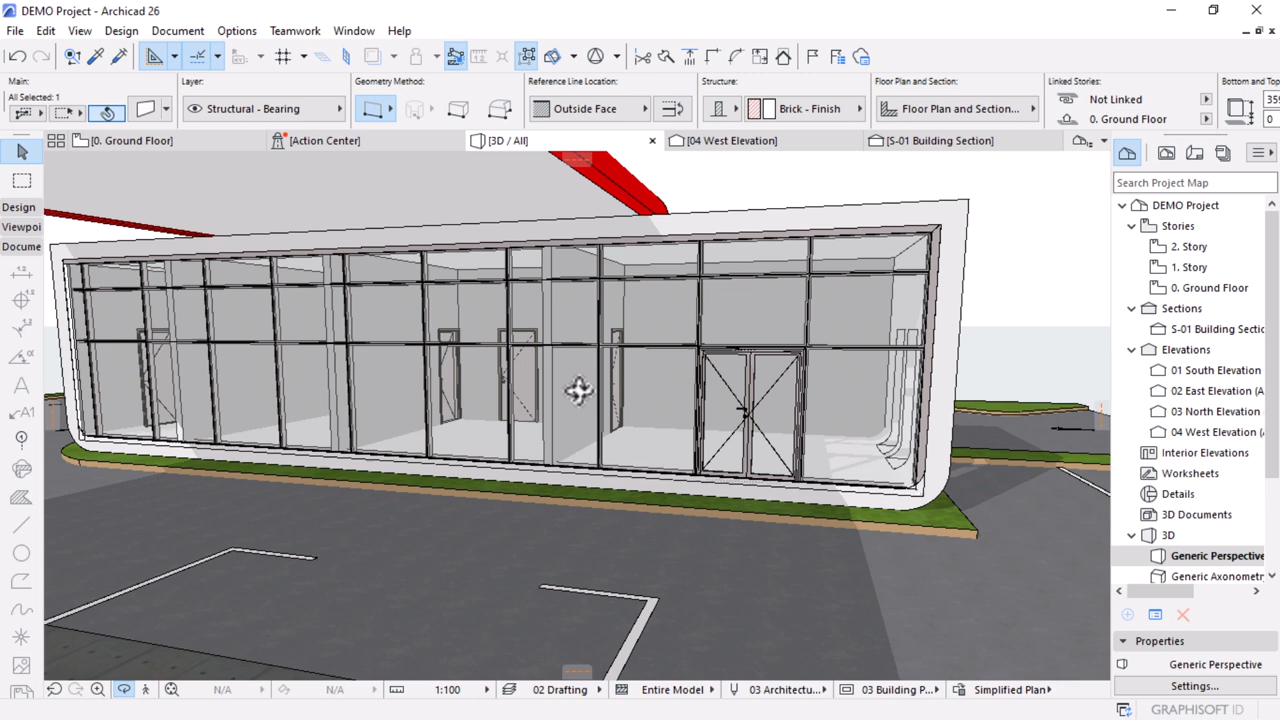 DEMO Project - Archicad 26
File Edit View Design Document Options Teamwork Window Help
Main: Layer: Geometry Method: Reference Line Location: Structure: Floor Plan and Section: Linked Stories: Bottom and Top
All Selected: 1
Structural - Bearing
Outside Face
Brick - Finish
Floor Plan and Section...
Not Linked
0. Ground Floor
359
0
[0. Ground Floor] [Action Center] [3D / All] [04 West Elevation] [S-01 Building Section]
Search Project Map
Design
Viewpoi
Docume
DEMO Project
Stories
2. Story
1. Story
0. Ground Floor
Sections
S-01 Building Sectic
Elevations
01 South Elevation
02 East Elevation (A
03 North Elevation
04 West Elevation (A
Interior Elevations
Worksheets
Details
3D Documents
3D
Generic Perspective
Generic Axonometr
Properties
Generic Perspective
Settings...
N/A N/A 1:100 02 Drafting Entire Model 03 Architectu... 03 Building P... Simplified Plan
GRAPHISOFT ID